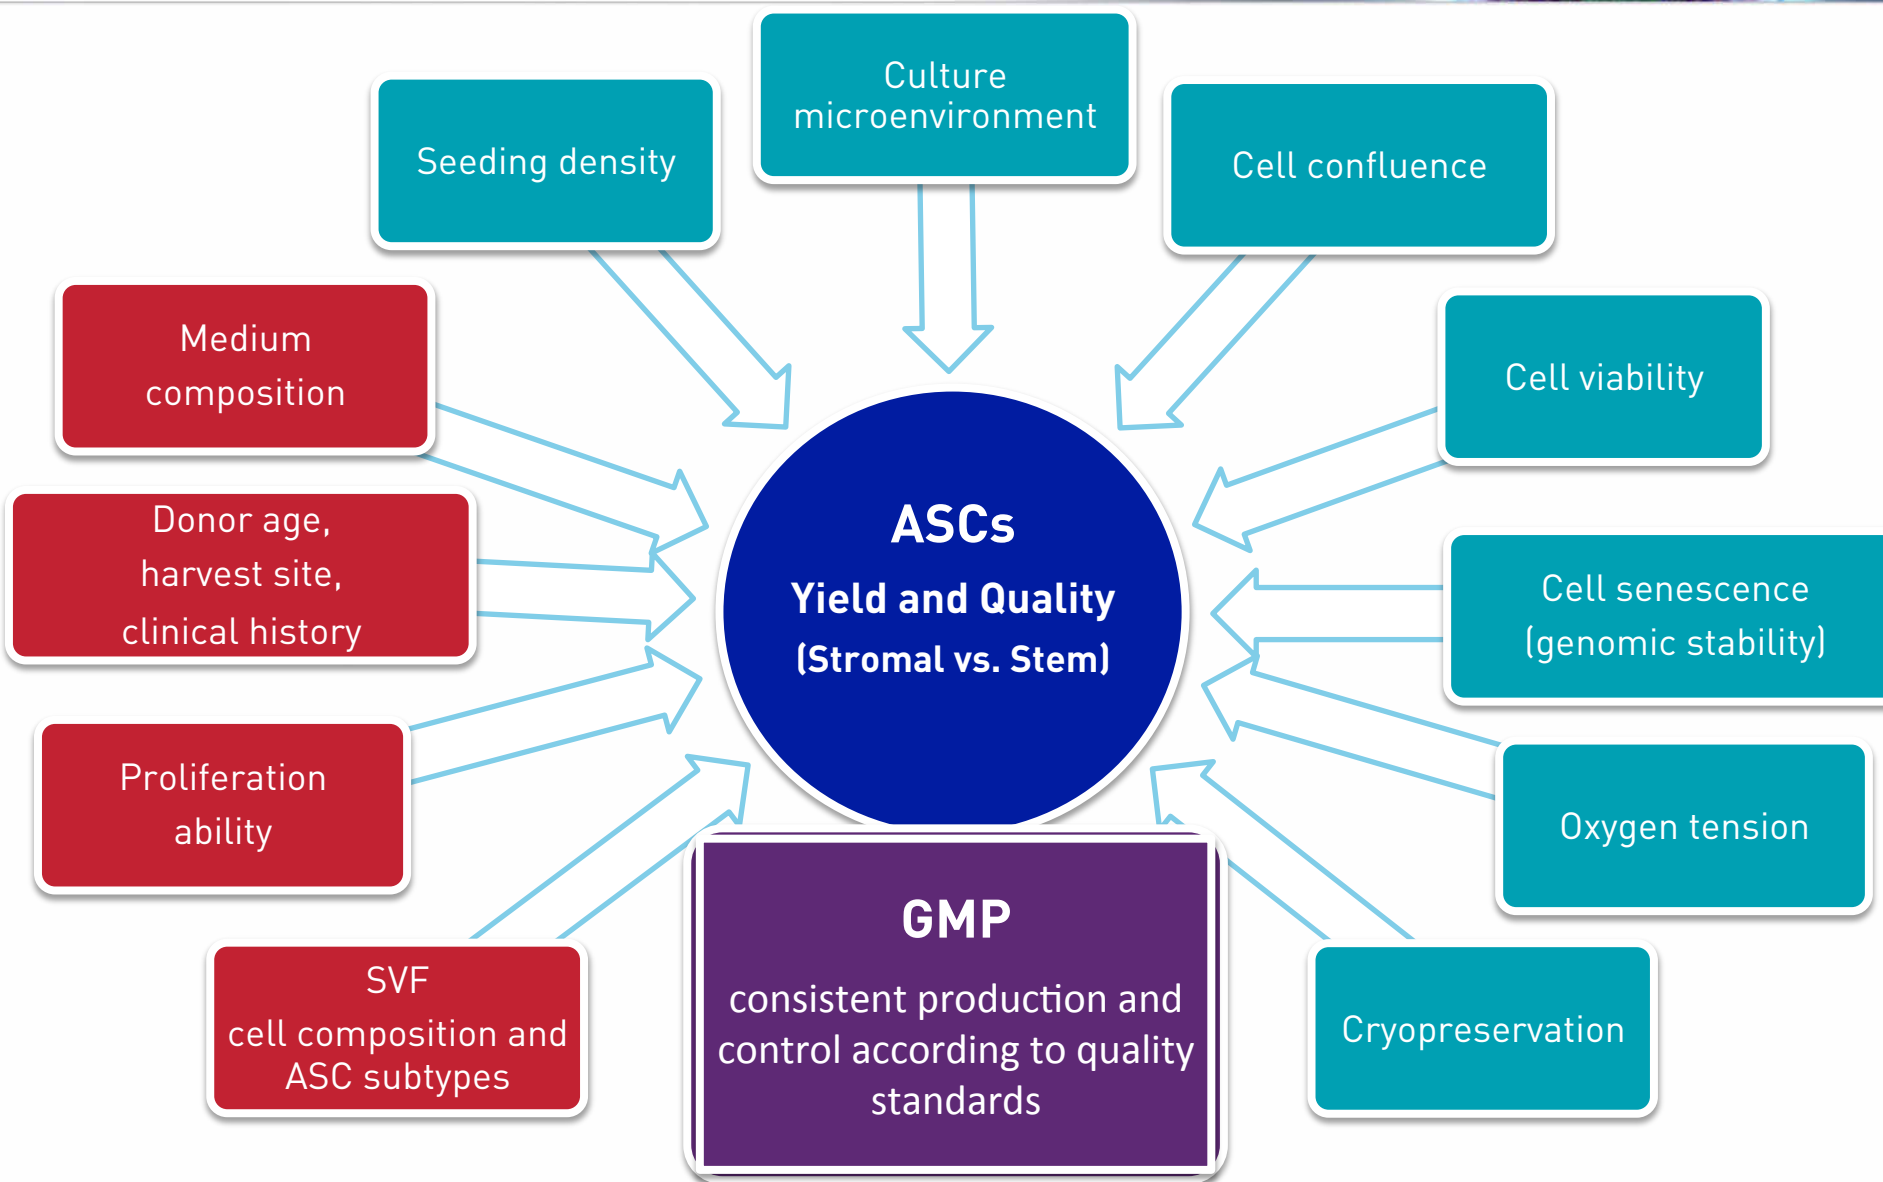 Culture
microenvironment
Seeding density
Cell confluence
Medium
composition
Cell viability
Donor age,
harvest site,
clinical history
ASCs
Yield and Quality
(Stromal vs. Stem)
Cell senescence
(genomic stability)
Proliferation
ability
Oxygen tension
SVF
cell composition and
ASC subtypes
GMP
consistent production and
control according to quality
standards
Cryopreservation